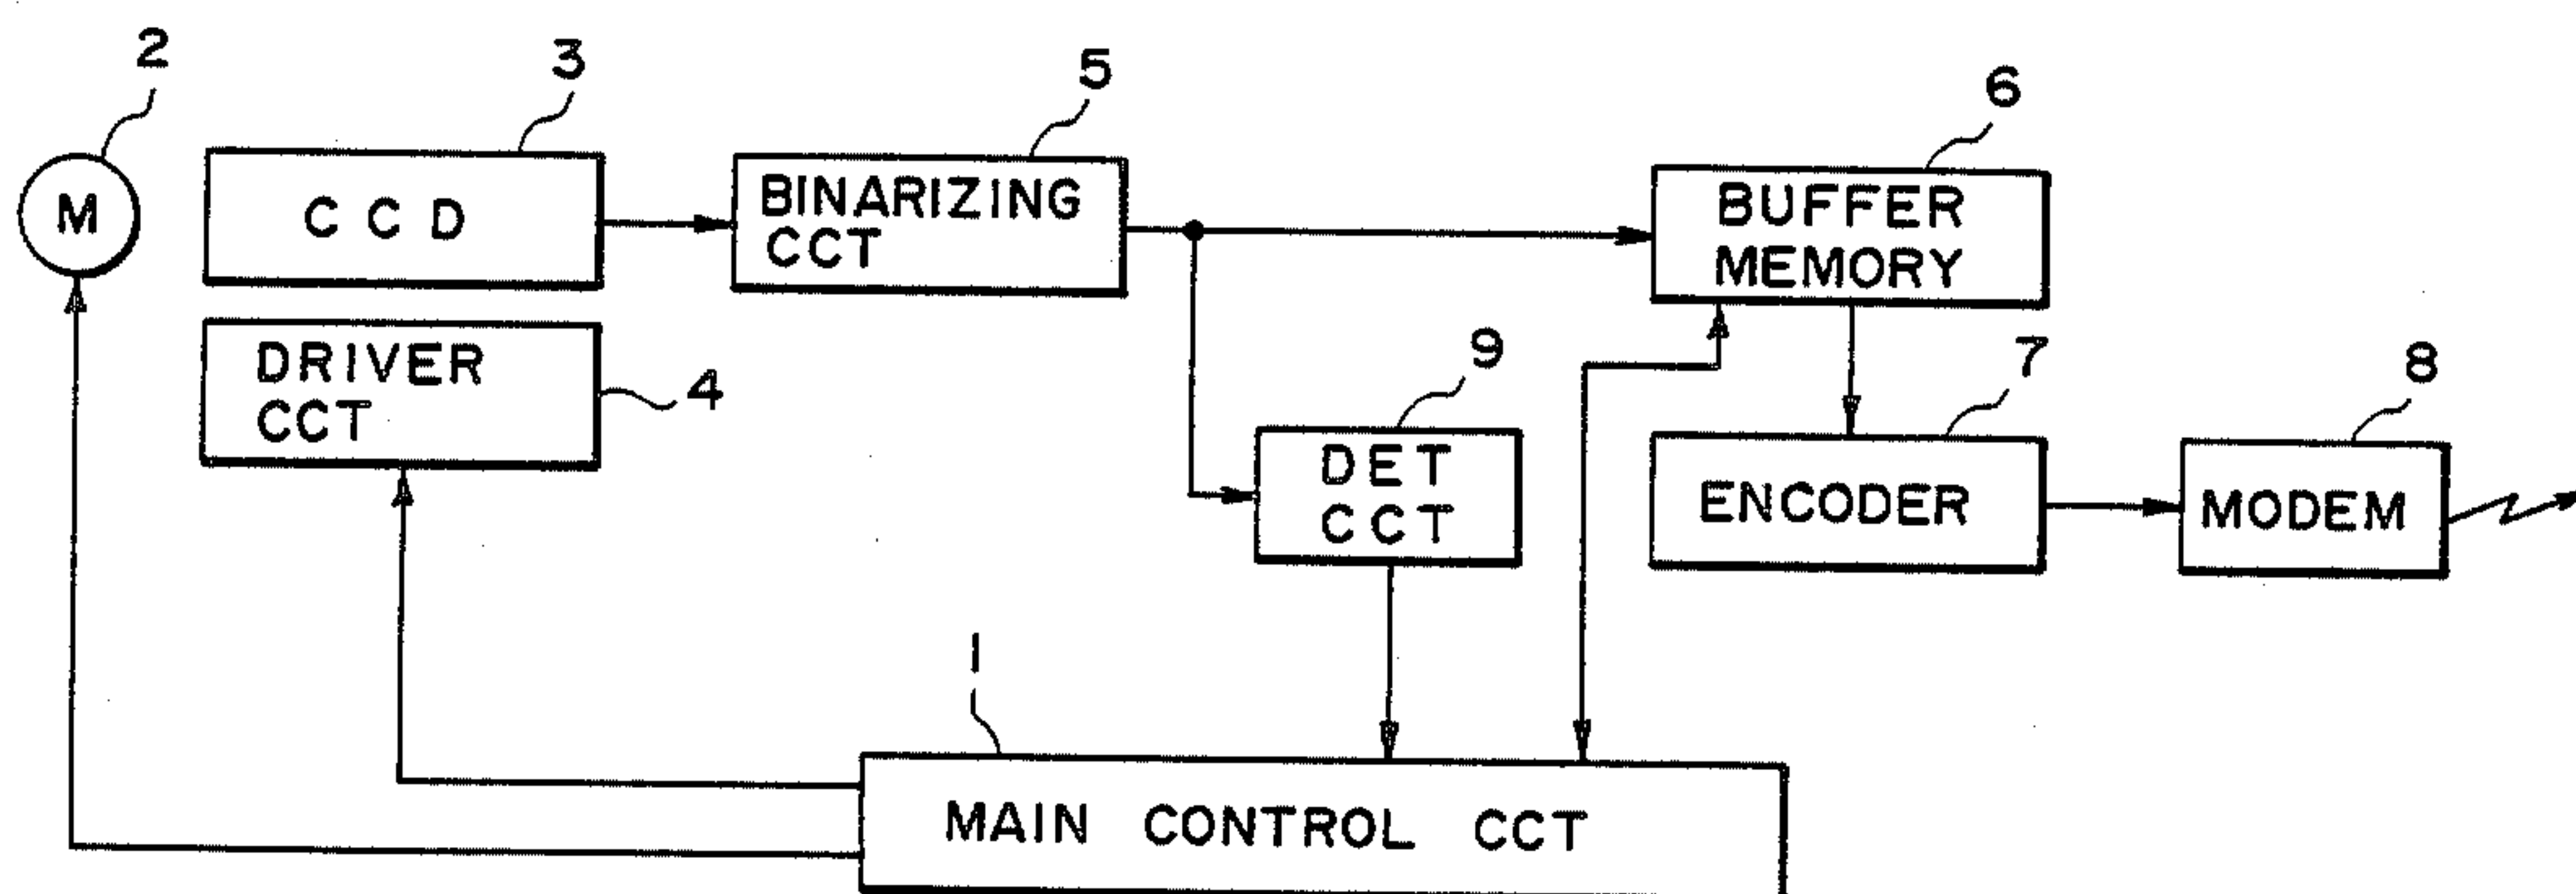 2
3
5
6
M
C C D
BINARIZING
CCT
BUFFER
MEMORY
DRIVER
CCT
4
9
7
8
DET
CCT
ENCODER
MODEM
1
MAIN CONTROL CCT